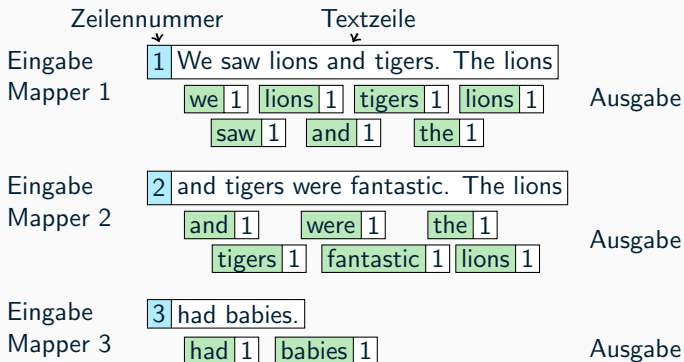 Zeilennummer Textzeile
Eingabe 1 We saw lions and tigers. The lions
Mapper 1 we 1 lions 1 tigers 1 lions 1 Ausgabe
saw 1 and 1 the 1
Eingabe 2 and tigers were fantastic. The lions
Mapper 2 and 1 were 1 the 1
tigers 1 fantastic 1 lions 1 Ausgabe
Eingabe 3 had babies.
Mapper 3 had 1 babies 1 Ausgabe